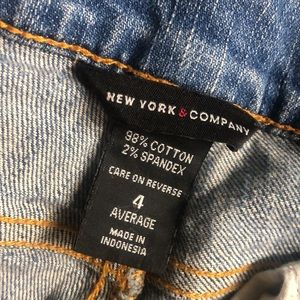 NEW YORK & COMPANY
98% COTTON
2% SPANDEX
CARE ON REVERSE
4
AVERAGE
MADE IN
INDONESIA